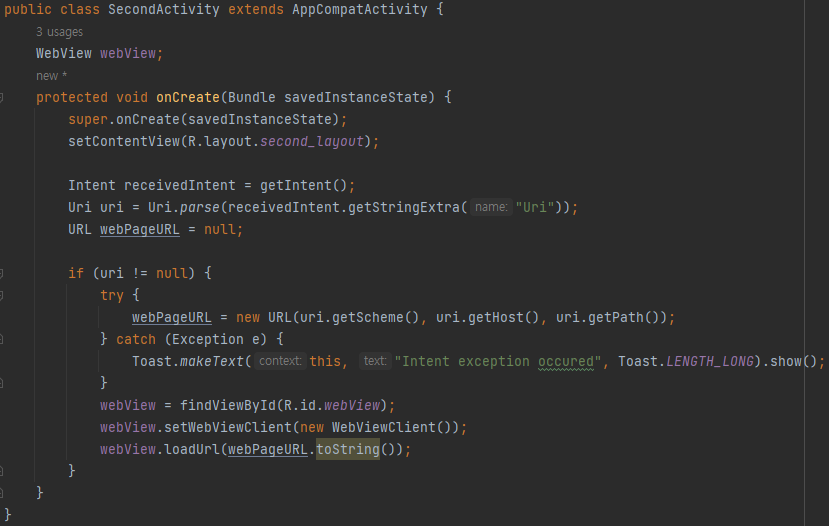 public class SecondActivity extends AppCompatActivity {
3 usages
WebView webView;
new *
protected void onCreate(Bundle savedInstanceState) {
super.onCreate(savedInstanceState);
setContentView(R.layout.second_layout);
Intent receivedIntent = getIntent();
Uri uri = Uri.parse(receivedIntent.getStringExtra( name: "Uri"));
URL webPageURL = null;
if (uri != null) {
try {
webPageURL = new URL(uri.getScheme(), uri.getHost(), uri.getPath());
} catch (Exception e) {
Toast.makeText( context: this, text: "Intent exception occured", Toast.LENGTH_LONG).show();
}
webView = findViewById(R.id.webView);
webView.setWebViewClient(new WebViewClient());
webView.loadUrl(webPageURL.toString());
}
}
}